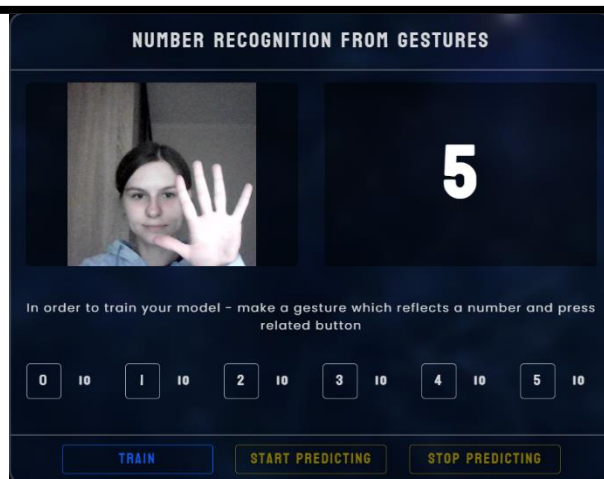 NUMBER RECOGNITION FROM GESTURES
5
In order to train your model - make a gesture which reflects a number and press
related button
0 10 1 10 2 10 3 10 4 10 5 10
TRAIN START PREDICTING STOP PREDICTING